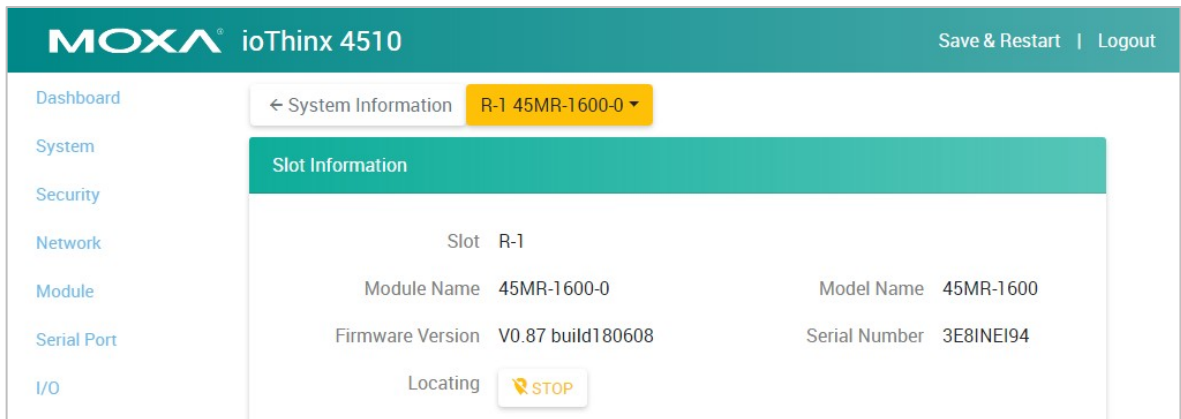 MOXA® ioThinx 4510 Save & Restart | Logout
Dashboard
System
Security
Network
Module
Serial Port
I/O
← System Information R-1 45MR-1600-0
Slot Information
Slot R-1
Module Name 45MR-1600-0 Model Name 45MR-1600
Firmware Version V0.87 build180608 Serial Number 3E8INEI94
Locating STOP